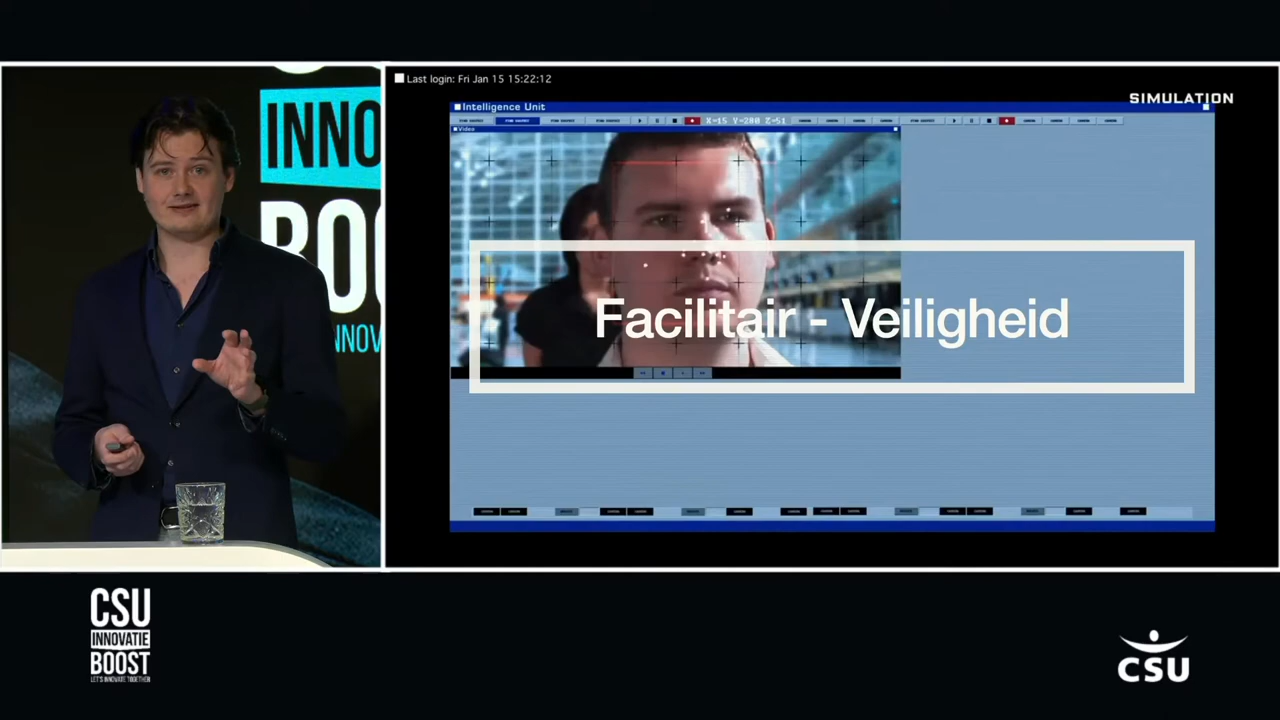 INNO
BOO
INNOV
Last login: Fri Jan 15 15:22:12
SIMULATION
Intelligence Unit
X=15 Y=280 Z=51
Video
Facilitair - Veiligheid
CSU
INNOVATIE
BOOST
LET'S INNOVATE TOGETHER
CSU